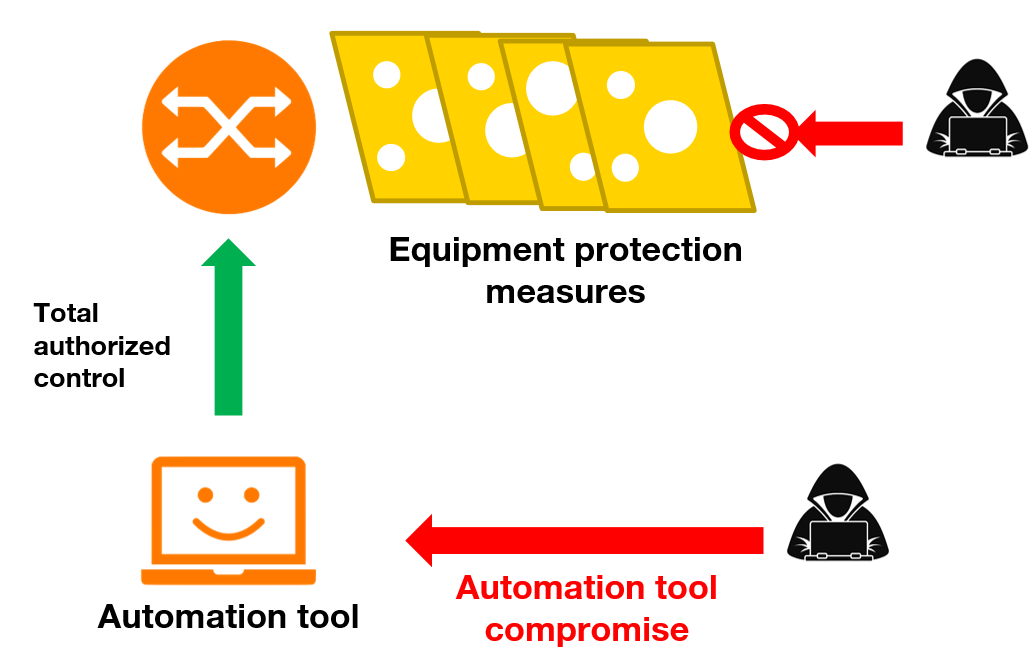 Equipment protection
measures
Total
authorized
control
Automation tool
Automation tool
compromise